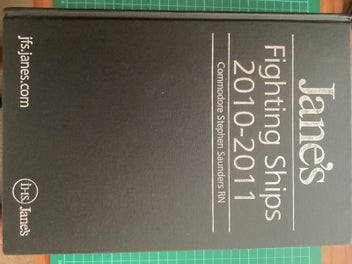 Jane's
Fighting Ships
2010-2011
Commodore Stephen Saunders RN
jfs.janes.com
IHS Jane's